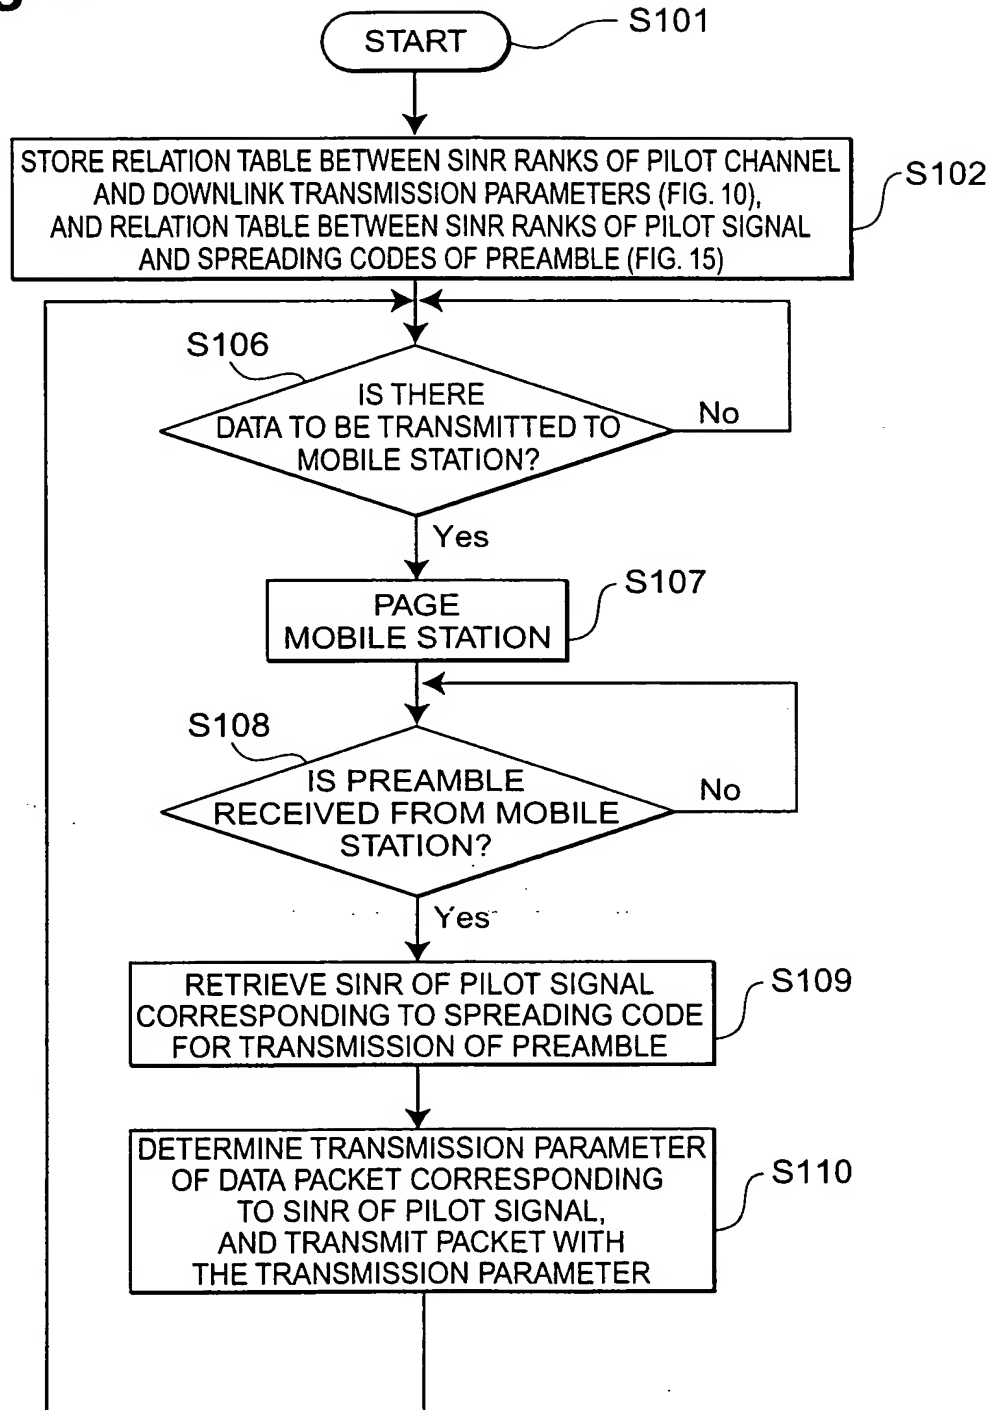 START
S101
STORE RELATION TABLE BETWEEN SINR RANKS OF PILOT CHANNEL
AND DOWNLINK TRANSMISSION PARAMETERS (FIG. 10),
AND RELATION TABLE BETWEEN SINR RANKS OF PILOT SIGNAL
AND SPREADING CODES OF PREAMBLE (FIG. 15)
S102
S106
IS THERE
DATA TO BE TRANSMITTED TO
MOBILE STATION?
No
Yes
PAGE
MOBILE STATION
S107
S108
IS PREAMBLE
RECEIVED FROM MOBILE
STATION?
No
Yes
RETRIEVE SINR OF PILOT SIGNAL
CORRESPONDING TO SPREADING CODE
FOR TRANSMISSION OF PREAMBLE
S109
DETERMINE TRANSMISSION PARAMETER
OF DATA PACKET CORRESPONDING
TO SINR OF PILOT SIGNAL,
AND TRANSMIT PACKET WITH
THE TRANSMISSION PARAMETER
S110